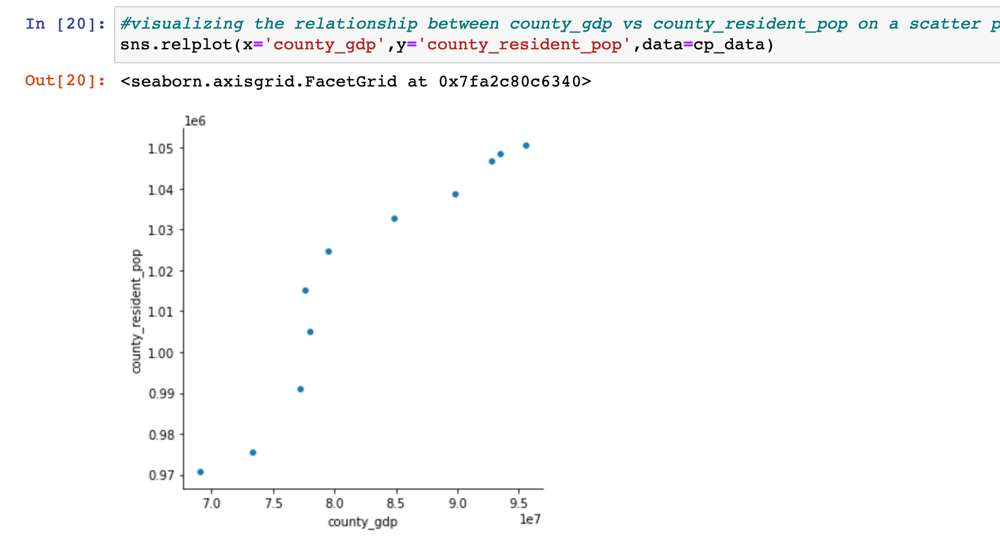 In [20]: #visualizing the relationship between county_gdp vs county_resident_pop on a scatter
sns.relplot(x='county_gdp',y='county_resident_pop',data=cp_data)
Out[20]: <seaborn.axisgrid.FacetGrid at 0x7fa2c80c6340>
1e6
1.05
1.04
1.03
1.02
1.01
1.00
0.99
0.98
0.97
county_resident_pop
7.0 7.5 8.0 8.5 9.0 9.5
county_gdp
1e7